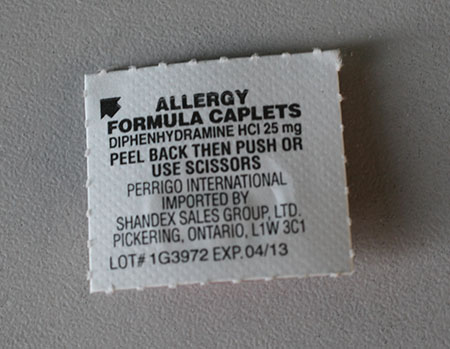 ALLERGY
FORMULA CAPLETS
DIPHENHYDRAMINE HCl 25 mg
PEEL BACK THEN PUSH OR
USE SCISSORS
PERRIGO INTERNATIONAL
IMPORTED BY
SHANDEX SALES GROUP, LTD.
PICKERING, ONTARIO, L1W 3C1
LOT# 1G3972 EXP. 04/13